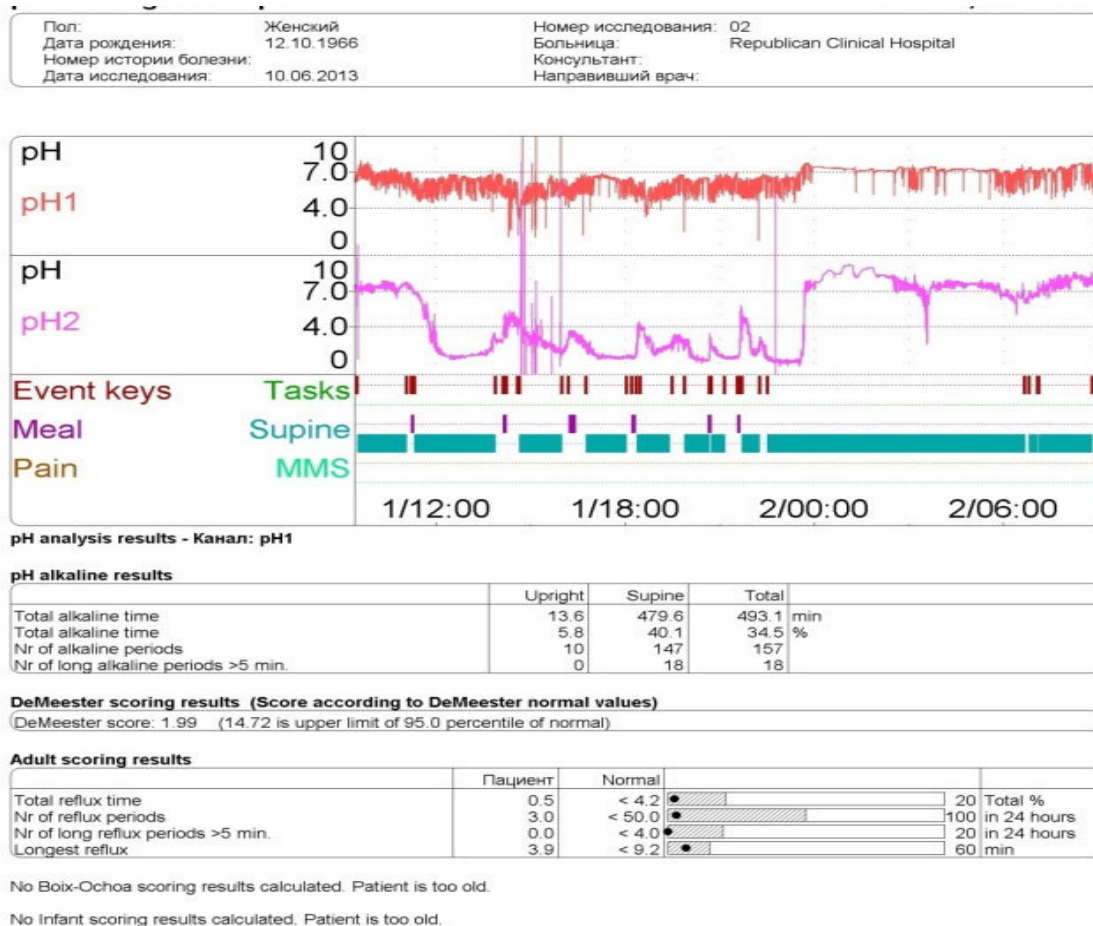 Пол: Женский Номер исследования: 02
Дата рождения: 12.10.1966 Больница: Republican Clinical Hospital
Номер истории болезни: Консультант:
Дата исследования: 10.06.2013 Направивший врач:
pH 10
7.0
pH1 4.0
0
pH 10
7.0
pH2 4.0
0
Event keys Tasks
Meal Supine
Pain MMS
1/12:00 1/18:00 2/00:00 2/06:00
pH analysis results - Канал: pH1
pH alkaline results
Upright Supine Total
Total alkaline time 13.6 479.6 493.1 min
Total alkaline time 5.8 40.1 34.5 %
Nr of alkaline periods 10 147 157
Nr of long alkaline periods >5 min. 0 18 18
DeMeester scoring results (Score according to DeMeester normal values)
DeMeester score: 1.99 (14.72 is upper limit of 95.0 percentile of normal)
Adult scoring results
Пациент Normal
Total reflux time 0.5 < 4.2 20 Total %
Nr of reflux periods 3.0 < 50.0 100 in 24 hours
Nr of long reflux periods >5 min. 0.0 < 4.0 20 in 24 hours
Longest reflux 3.9 < 9.2 60 min
No Boix-Ochoa scoring results calculated. Patient is too old.
No Infant scoring results calculated. Patient is too old.